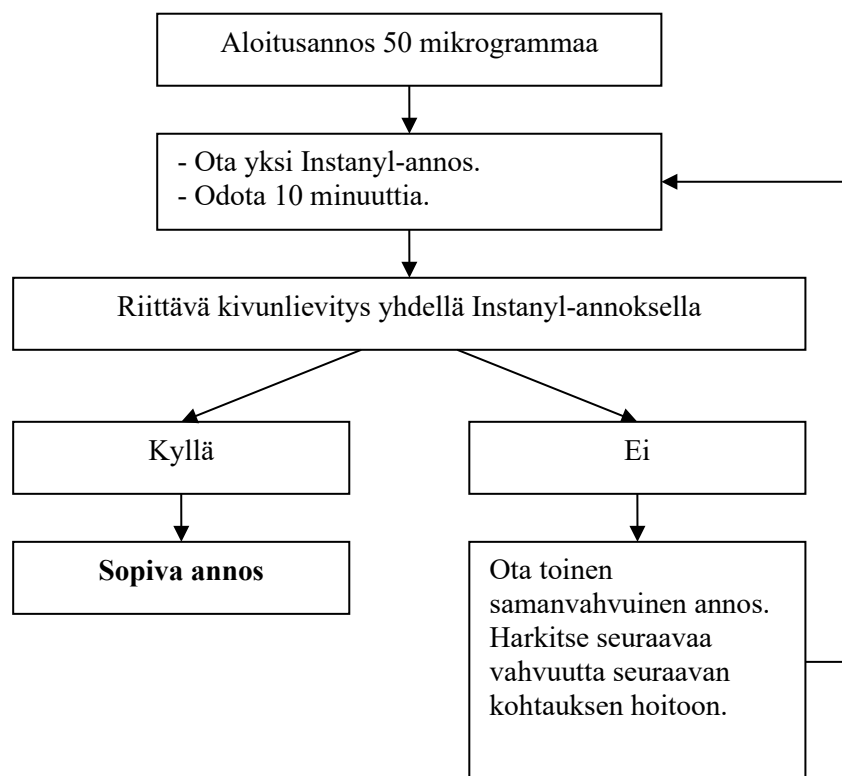 Aloitusannos 50 mikrogrammaa
- Ota yksi Instanyl-annos.
- Odota 10 minuuttia.
Riittävä kivunlievitys yhdellä Instanyl-annoksella
Kyllä
Ei
Sopiva annos
Ota toinen
samanvahvuinen annos.
Harkitse seuraavaa
vahvuutta seuraavan
kohtauksen hoitoon.